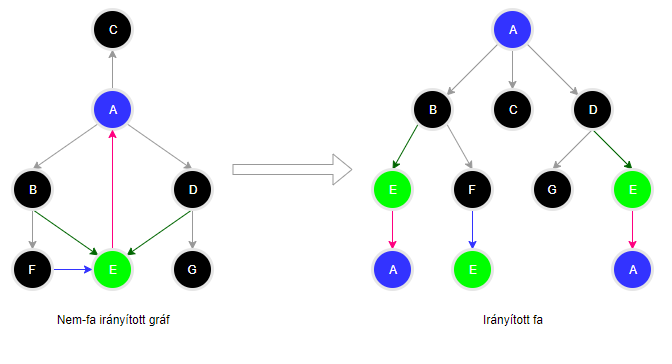 C
A
B D
F E G
Nem-fa irányított gráf
A
B C D
E F G E
A E A
Irányított fa